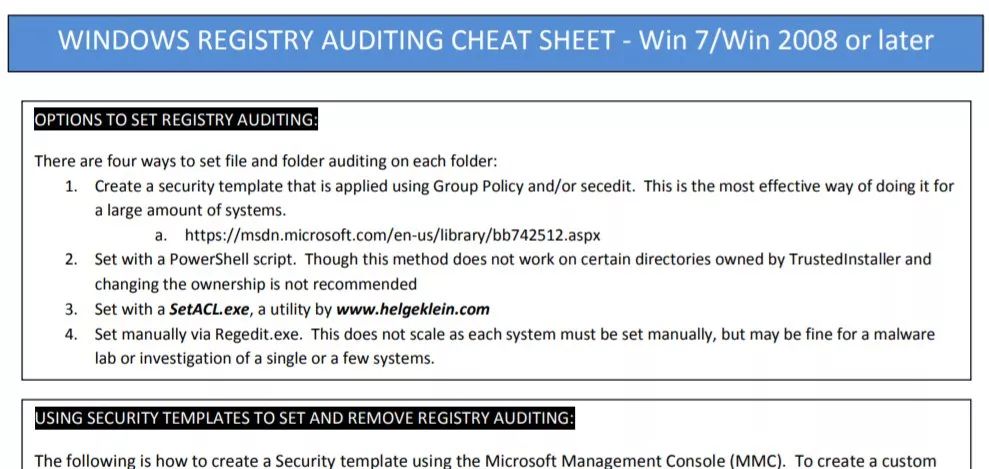 WINDOWS REGISTRY AUDITING CHEAT SHEET - Win 7/Win 2008 or later
OPTIONS TO SET REGISTRY AUDITING:
There are four ways to set file and folder auditing on each folder:
1. Create a security template that is applied using Group Policy and/or secedit. This is the most effective way of doing it for
a large amount of systems.
a. https://msdn.microsoft.com/en-us/library/bb742512.aspx
2. Set with a PowerShell script. Though this method does not work on certain directories owned by TrustedInstaller and
changing the ownership is not recommended
3. Set with a SetACL.exe, a utility by www.helgeklein.com
4. Set manually via Regedit.exe. This does not scale as each system must be set manually, but may be fine for a malware
lab or investigation of a single or a few systems.
USING SECURITY TEMPLATES TO SET AND REMOVE REGISTRY AUDITING:
The following is how to create a Security template using the Microsoft Management Console (MMC). To create a custom